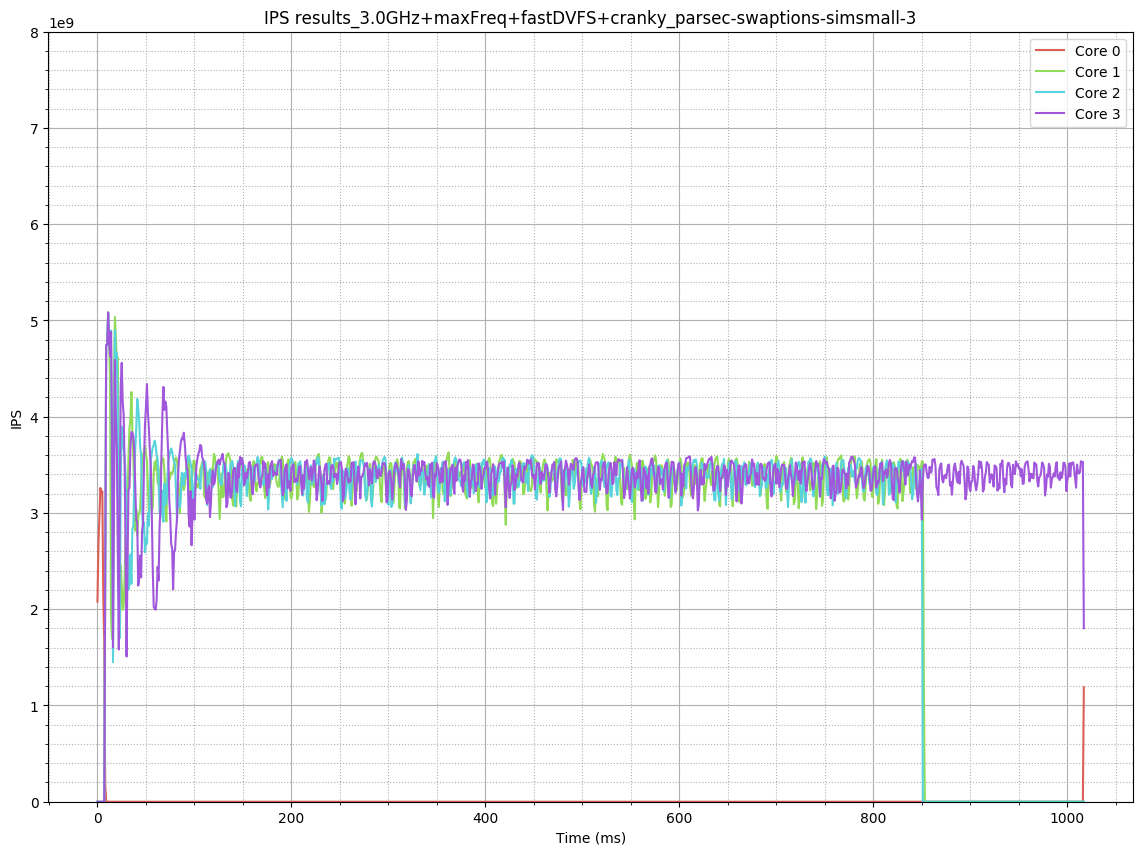 IPS results_3.0GHz+maxFreq+fastDVFS+cranky_parsec-swaptions-simsmall-3
1e9
8
7
6
5
4
3
2
1
0
IPS
Core 0
Core 1
Core 2
Core 3
0 200 400 600 800 1000
Time (ms)